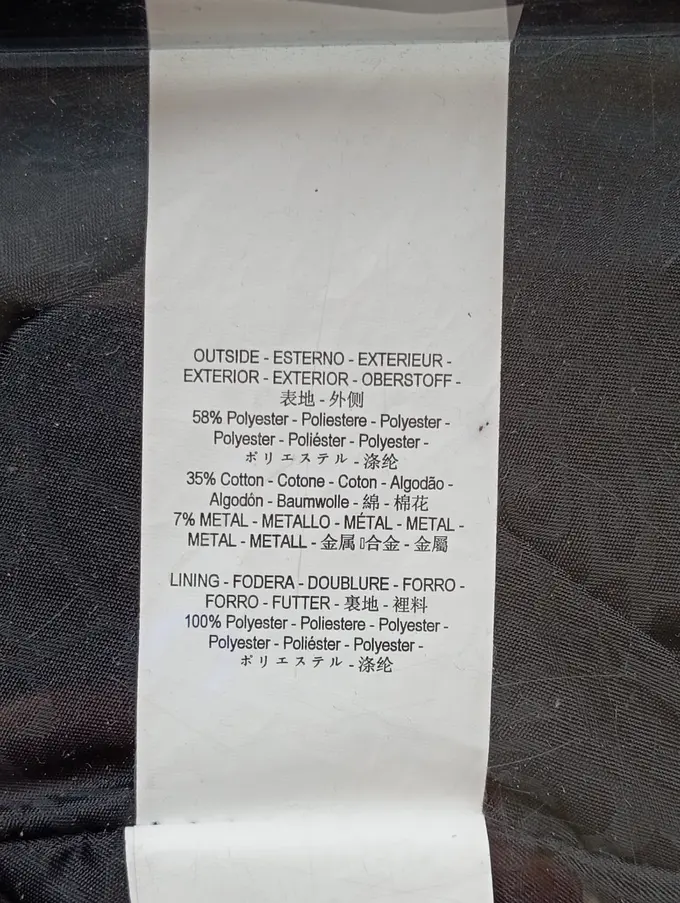 OUTSIDE - ESTERNO - EXTERIEUR -
EXTERIOR - EXTERIOR - OBERSTOFF -
表地 - 外侧
58% Polyester - Poliestere - Polyester -
Polyester - Poliéster - Polyester -
ポリエステル - 涤纶
35% Cotton - Cotone - Coton - Algodão -
Algodón - Baumwolle - 綿 - 棉花
7% METAL - METALLO - MÉTAL - METAL -
METAL - METALL - 金属 ▯合金 - 金屬
LINING - FODERA - DOUBLURE - FORRO -
FORRO - FUTTER - 裏地 - 裡料
100% Polyester - Poliestere - Polyester -
Polyester - Poliéster - Polyester -
ポリエステル - 涤纶